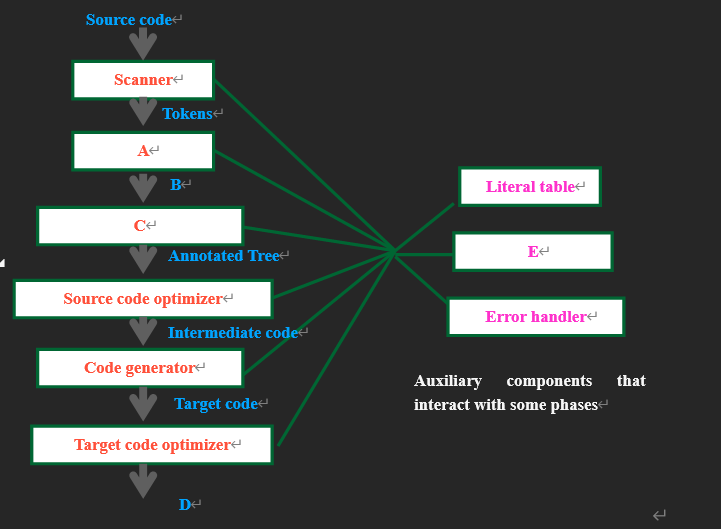 Source code
Scanner
Tokens
A
B
C
Annotated Tree
Source code optimizer
Intermediate code
Code generator
Target code
Target code optimizer
D
Literal table
E
Error handler
Auxiliary components that
interact with some phases